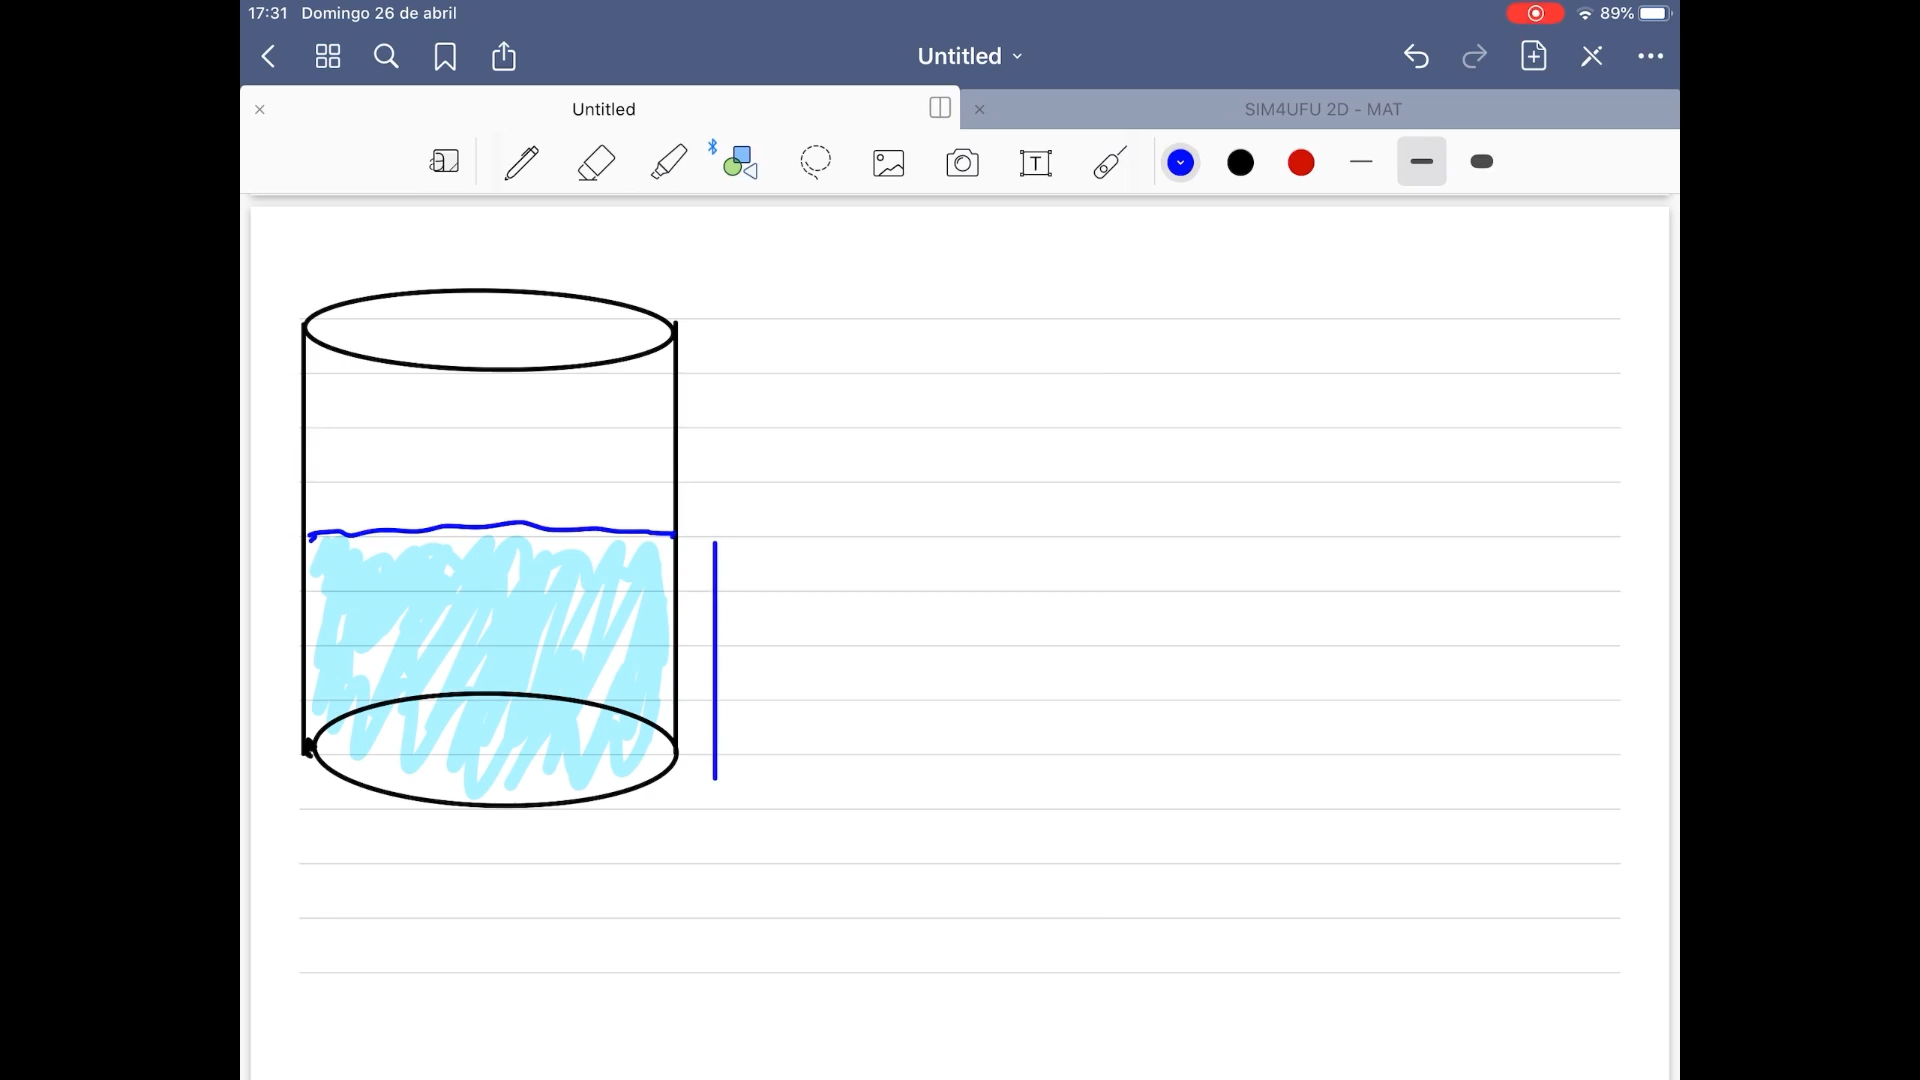 17:31 Domingo 26 de abril 89%
Untitled
Untitled SIM4UFU 2D - MAT
a T